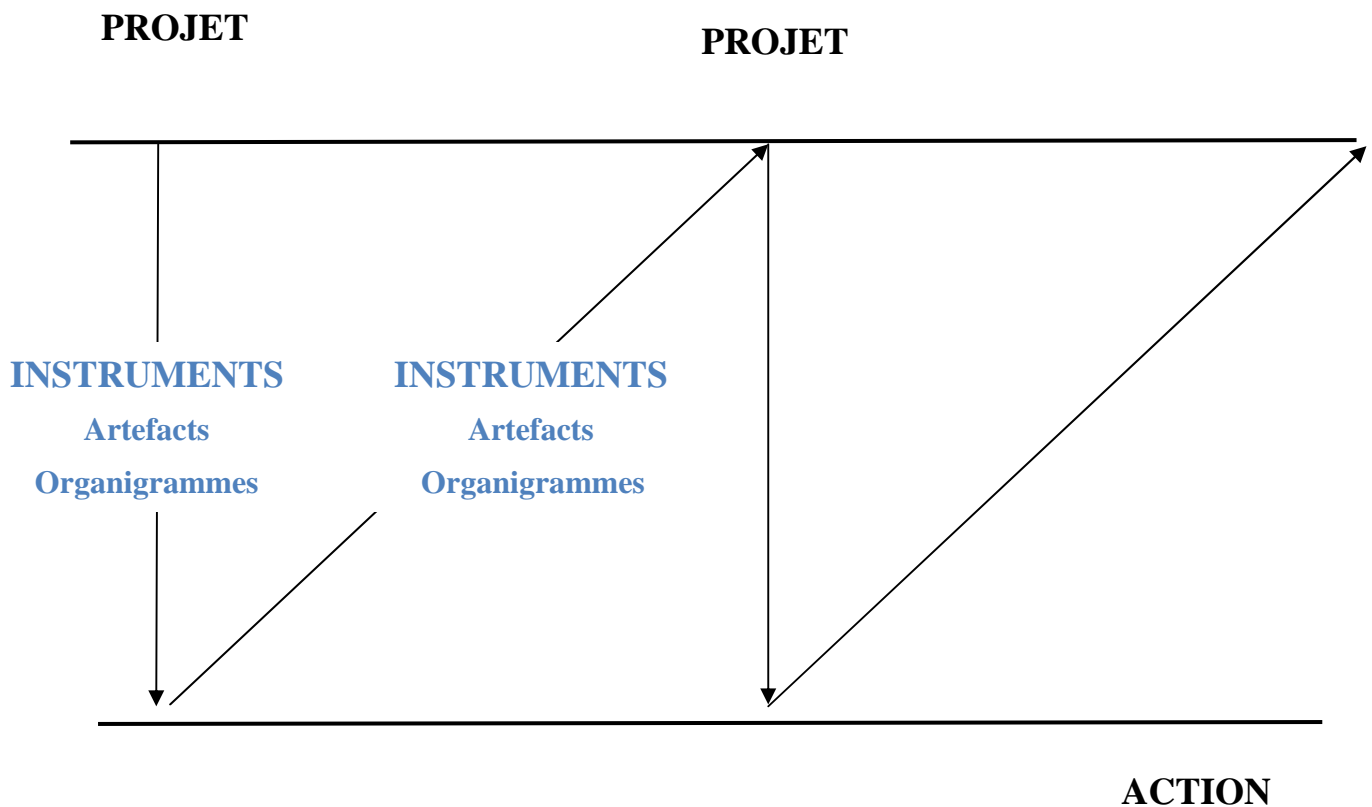 PROJET
PROJET
INSTRUMENTS
Artefacts
Organigrammes
INSTRUMENTS
Artefacts
Organigrammes
ACTION